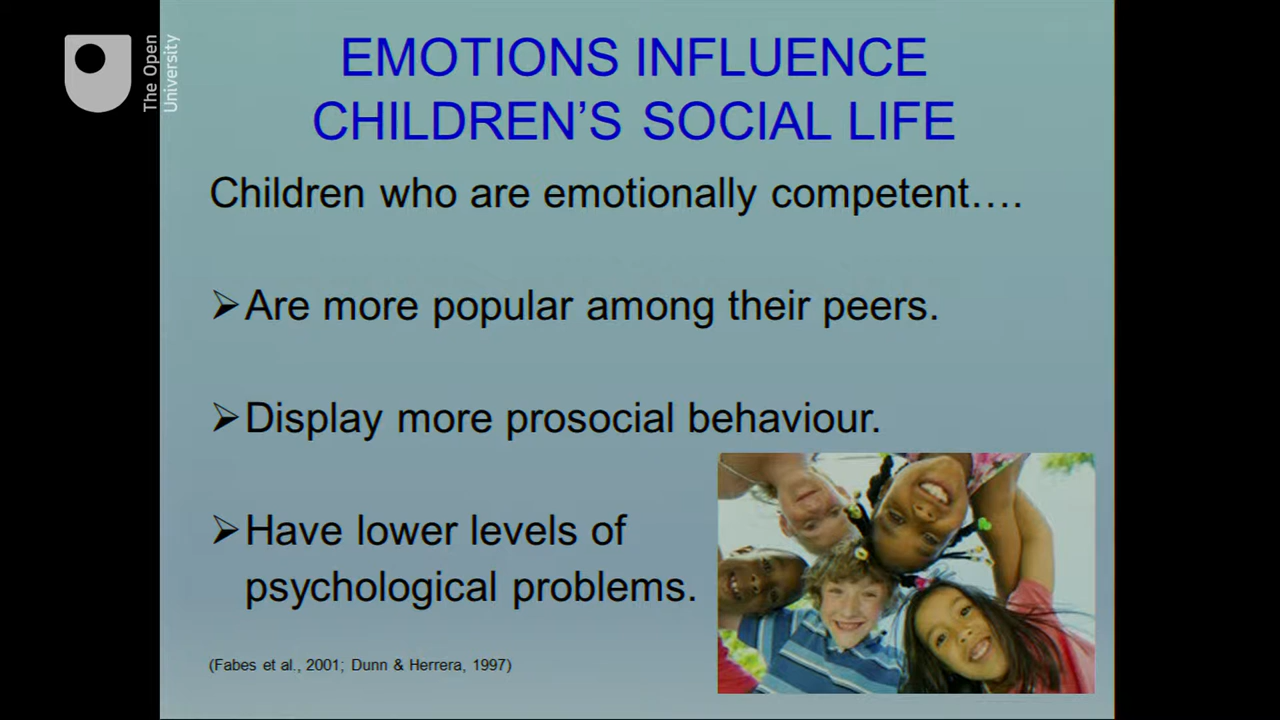 The Open
University
EMOTIONS INFLUENCE
CHILDREN'S SOCIAL LIFE
Children who are emotionally competent....
➢Are more popular among their peers.
➢Display more prosocial behaviour.
➢Have lower levels of
psychological problems.
(Fabes et al., 2001; Dunn & Herrera, 1997)